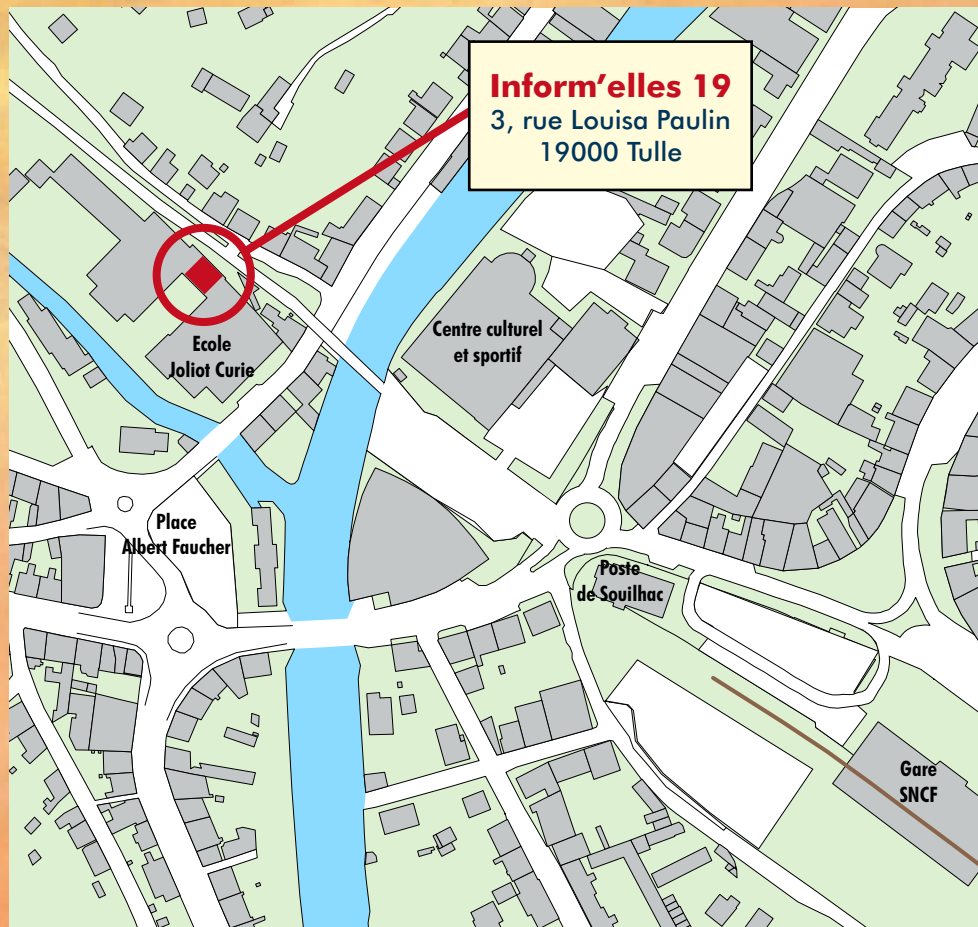 Inform'elles 19
3, rue Louisa Paulin
19000 Tulle
Centre culturel
et sportif
Ecole
Joliot Curie
Place
Albert Faucher
Poste
de Souilhac
Gare
SNCF